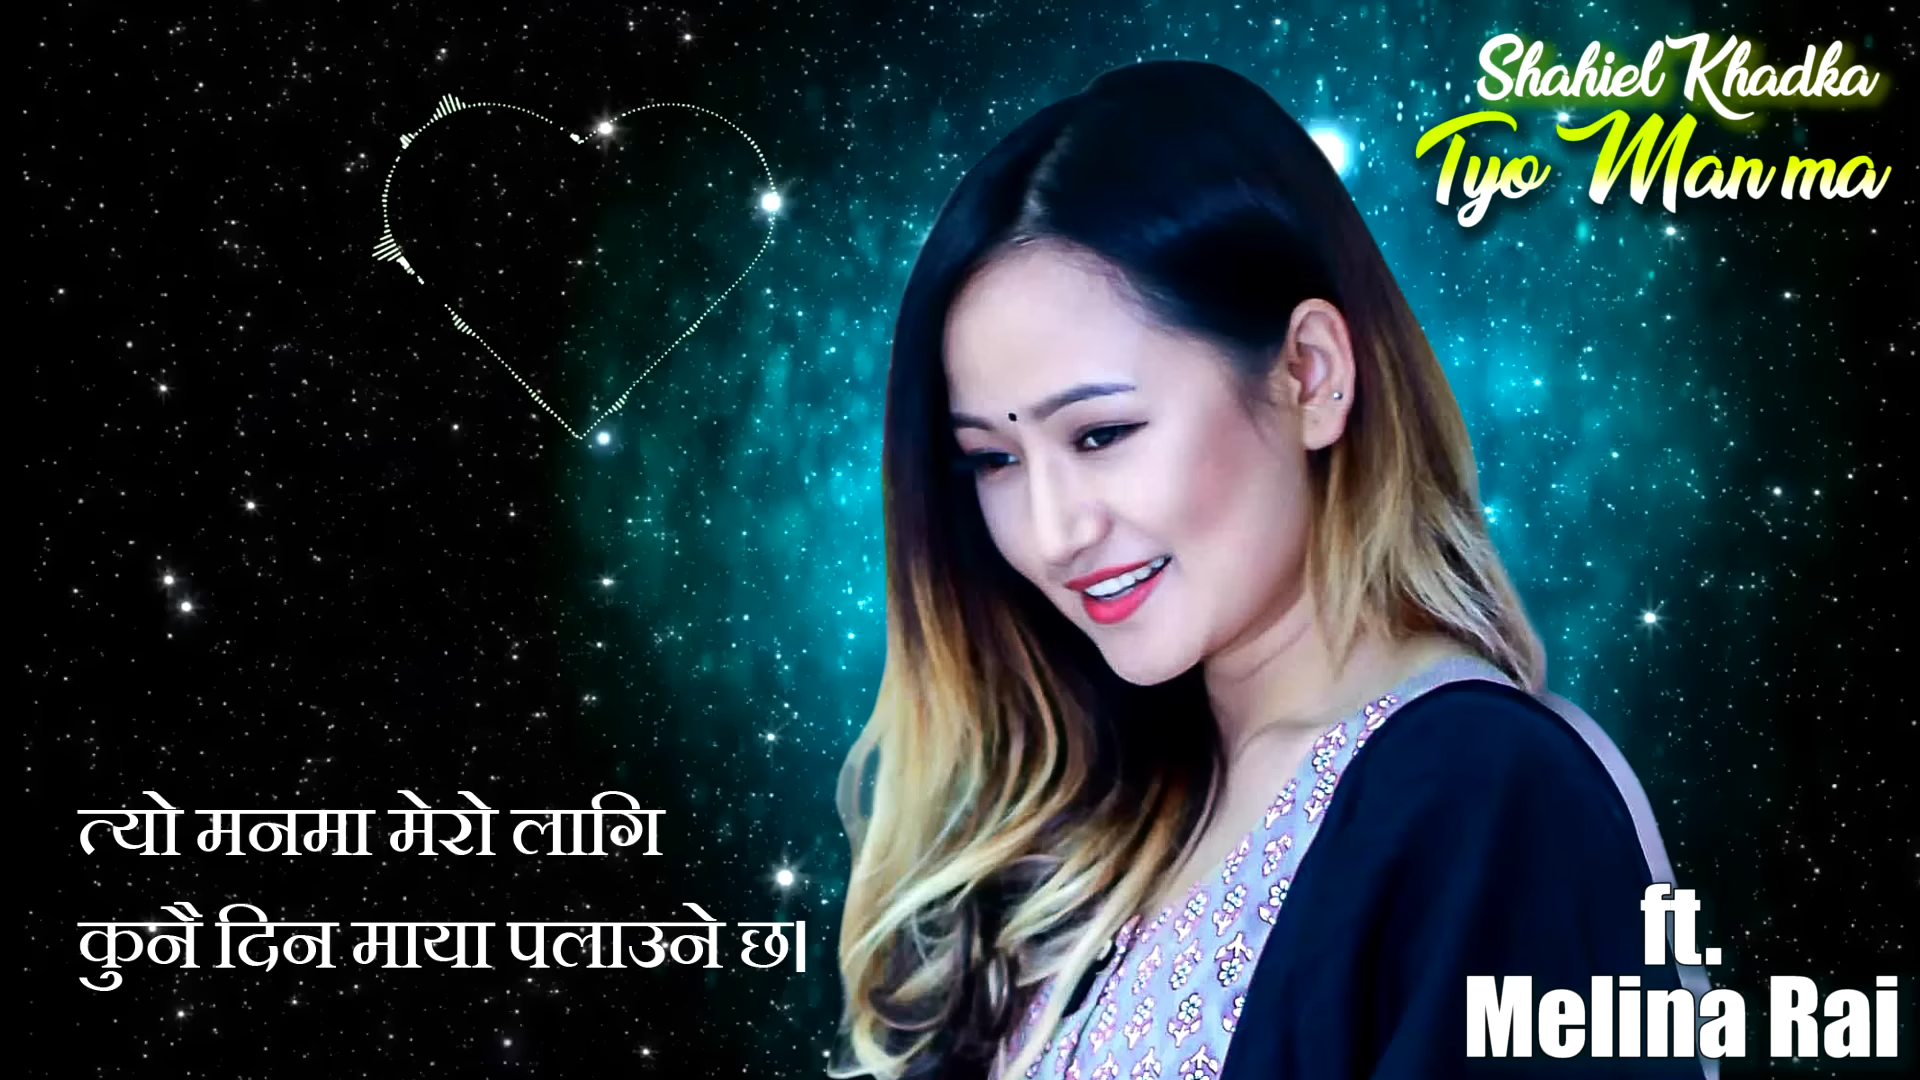 Shahiel Khadka
Tyo Man ma
त्यो मनमा मेरो लागि
कुनै दिन माया पलाउने छ।
ft.
Melina Rai